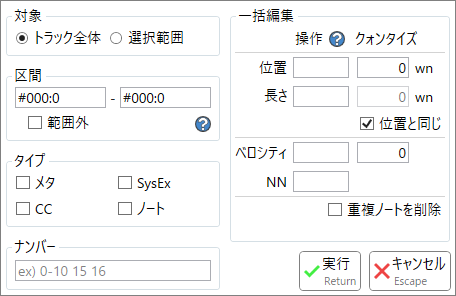 対象
トラック全体 選択範囲
区間
#000:0 - #000:0
範囲外 ?
タイプ
メタ SysEx
CC ノート
ナンバー
ex) 0-10 15 16
一括編集
操作 ? クォンタイズ
位置 0 wn
長さ 0 wn
位置と同じ
ベロシティ 0
NN
重複ノートを削除
実行
Return
キャンセル
Escape